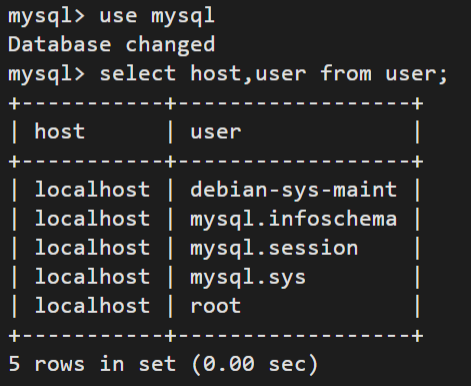 mysql> use mysql
Database changed
mysql> select host,user from user;
+-----------+------------------+
| host      | user             |
+-----------+------------------+
| localhost | debian-sys-maint |
| localhost | mysql.infoschema |
| localhost | mysql.session    |
| localhost | mysql.sys        |
| localhost | root             |
+-----------+------------------+
5 rows in set (0.00 sec)